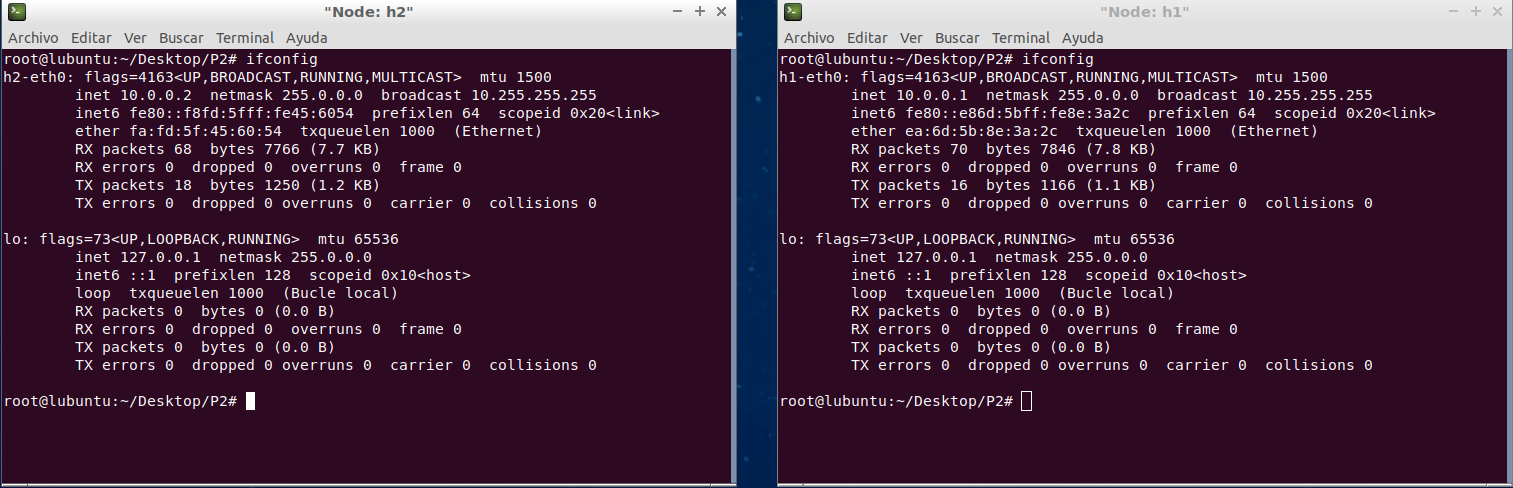 "Node: h2"
Archivo Editar Ver Buscar Terminal Ayuda
root@lubuntu:~/Desktop/P2# ifconfig
h2-eth0: flags=4163<UP,BROADCAST,RUNNING,MULTICAST>  mtu 1500
        inet 10.0.0.2  netmask 255.0.0.0  broadcast 10.255.255.255
        inet6 fe80::f8fd:5fff:fe45:6054  prefixlen 64  scopeid 0x20<link>
        ether fa:fd:5f:45:60:54  txqueuelen 1000  (Ethernet)
        RX packets 68  bytes 7766 (7.7 KB)
        RX errors 0  dropped 0  overruns 0  frame 0
        TX packets 18  bytes 1250 (1.2 KB)
        TX errors 0  dropped 0 overruns 0  carrier 0  collisions 0

lo: flags=73<UP,LOOPBACK,RUNNING>  mtu 65536
        inet 127.0.0.1  netmask 255.0.0.0
        inet6 ::1  prefixlen 128  scopeid 0x10<host>
        loop  txqueuelen 1000  (Bucle local)
        RX packets 0  bytes 0 (0.0 B)
        RX errors 0  dropped 0  overruns 0  frame 0
        TX packets 0  bytes 0 (0.0 B)
        TX errors 0  dropped 0 overruns 0  carrier 0  collisions 0

root@lubuntu:~/Desktop/P2#
"Node: h1"
Archivo Editar Ver Buscar Terminal Ayuda
root@lubuntu:~/Desktop/P2# ifconfig
h1-eth0: flags=4163<UP,BROADCAST,RUNNING,MULTICAST>  mtu 1500
        inet 10.0.0.1  netmask 255.0.0.0  broadcast 10.255.255.255
        inet6 fe80::e86d:5bff:fe8e:3a2c  prefixlen 64  scopeid 0x20<link>
        ether ea:6d:5b:8e:3a:2c  txqueuelen 1000  (Ethernet)
        RX packets 70  bytes 7846 (7.8 KB)
        RX errors 0  dropped 0  overruns 0  frame 0
        TX packets 16  bytes 1166 (1.1 KB)
        TX errors 0  dropped 0 overruns 0  carrier 0  collisions 0

lo: flags=73<UP,LOOPBACK,RUNNING>  mtu 65536
        inet 127.0.0.1  netmask 255.0.0.0
        inet6 ::1  prefixlen 128  scopeid 0x10<host>
        loop  txqueuelen 1000  (Bucle local)
        RX packets 0  bytes 0 (0.0 B)
        RX errors 0  dropped 0  overruns 0  frame 0
        TX packets 0  bytes 0 (0.0 B)
        TX errors 0  dropped 0 overruns 0  carrier 0  collisions 0

root@lubuntu:~/Desktop/P2#